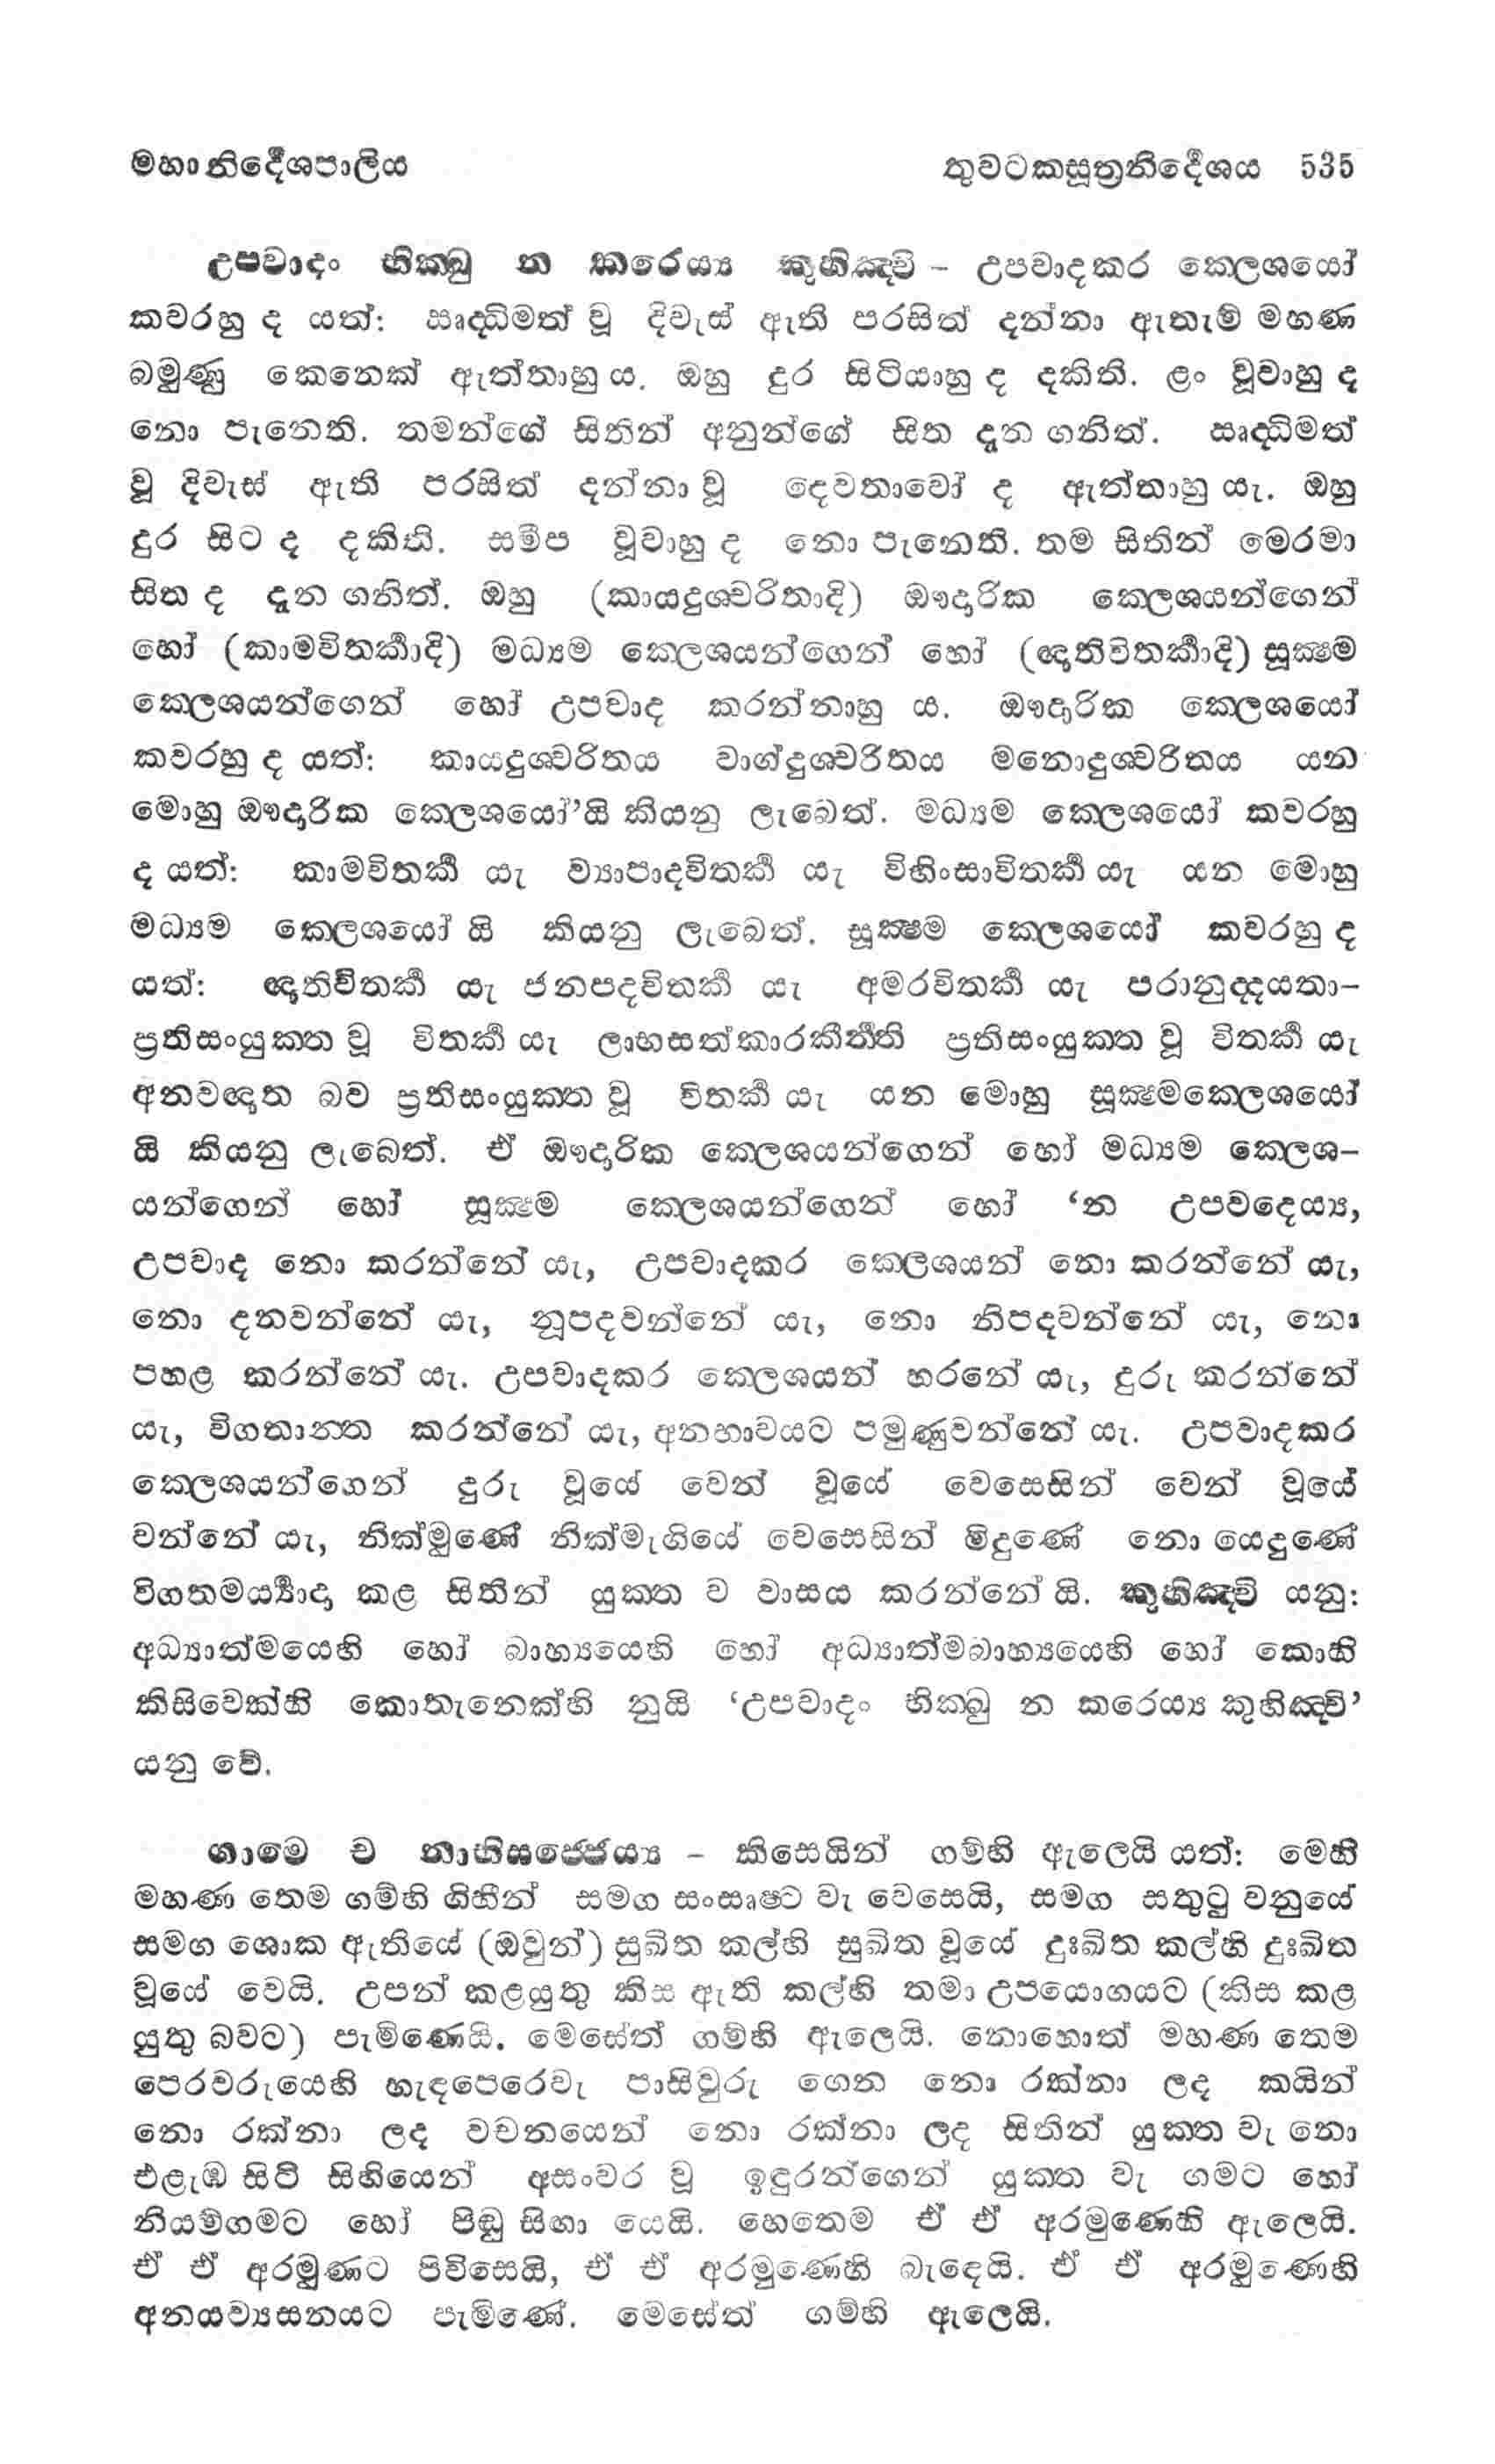 මහානිර්දේශපාලිය තුවටකසූත්‍රනිර්දේශය 535
උපවාදං භික්ඛු න කරෙය්‍ය කුහිඤ්චි – උපවාදකර ක්ලෙශයෝ
කවරහු ද යත්: ඍද්ධිමත් වූ දිවැස් ඇති පරසිත් දන්නා ඇතැම් මහණ
බමුණු කෙනෙක් ඇත්තාහු ය. ඔහු දුර සිටියාහු ද දකිති. ළං වූවාහු ද
නො පැනෙති. තමන්ගේ සිතින් අනුන්ගේ සිත දැන ගනිත්. ඍද්ධිමත්
වූ දිවැස් ඇති පරසිත් දන්නා වූ දෙවතාවෝ ද ඇත්තාහු යැ. ඔහු
දුර සිට ද දකිති. සමීප වූවාහු ද නො පැනෙති. තම සිතින් මෙරමා
සිත ද දැන ගනිත්. ඔහු (කායදුශ්චරිතාදි) ඖදාරික ක්ලෙශයන්ගෙන්
හෝ (කාමවිතර්කාදි) මධ්‍යම ක්ලෙශයන්ගෙන් හෝ (ඥාතිවිතර්කාදි) සූක්‍ෂ්ම
ක්ලෙශයන්ගෙන් හෝ උපවාද කරන්නාහු ය. ඖදාරික ක්ලෙශයෝ
කවරහු ද යත්: කායදුශ්චරිතය වාග්දුශ්චරිතය මනොදුශ්චරිතය යන
මොහු ඖදාරික ක්ලෙශයෝ’යි කියනු ලැබෙත්. මධ්‍යම ක්ලෙශයෝ කවරහු
ද යත්: කාමවිතර්ක යැ ව්‍යාපාදවිතර්ක යැ විහිංසාවිතර්ක යැ යන මොහු
මධ්‍යම ක්ලෙශයෝ යි කියනු ලැබෙත්. සූක්‍ෂ්ම ක්ලෙශයෝ කවරහු ද
යත්: ඥාතිවිතර්ක යැ ජනපදවිතර්ක යැ අමරවිතර්ක යැ පරානුද්දයතා–
ප්‍රතිසංයුක්ත වූ විතර්ක යැ ලාභසත්කාරකීර්ත්ති ප්‍රතිසංයුක්ත වූ විතර්ක යැ
අනවඥාත බව ප්‍රතිසංයුක්ත වූ විතර්ක යැ යන මොහු සූක්‍ෂ්මක්ලෙශයෝ
යි කියනු ලැබෙත්. ඒ ඖදාරික ක්ලෙශයන්ගෙන් හෝ මධ්‍යම ක්ලෙශ–
යන්ගෙන් හෝ සූක්‍ෂ්ම ක්ලෙශයන්ගෙන් හෝ ‘න උපවදෙය්‍ය,
උපවාද නො කරන්නේ යැ, උපවාදකර ක්ලෙශයන් නො කරන්නේ යැ,
නො දනවන්නේ යැ, නූපදවන්නේ යැ, නො නිපදවන්නේ යැ, නො
පහළ කරන්නේ යැ. උපවාදකර ක්ලෙශයන් හරනේ යැ, දුරු කරන්නේ
යැ, විගතාන්ත කරන්නේ යැ, අනභාවයට පමුණුවන්නේ යැ. උපවාදකර
ක්ලෙශයන්ගෙන් දුරු වූයේ වෙන් වූයේ වෙසෙසින් වෙන් වූයේ
වන්නේ යැ, නික්මුණේ නික්මැගියේ වෙසෙසින් මිදුණේ නො යෙදුණේ
විගතමර්‍ය්‍යාදා කළ සිතින් යුක්ත ව වාසය කරන්නේ යි. කුහිඤ්චි යනු:
අධ්‍යාත්මයෙහි හෝ බාහ්‍යයෙහි හෝ අධ්‍යාත්මබාහ්‍යයෙහි හෝ කොහි
කිසිවෙක්හි කොතැනෙක්හි නුයි ‘උපවාදං භික්ඛු න කරෙය්‍ය කුහිඤ්චි’
යනු වේ.
ගාමෙ ච නාභිසජ්ජෙය්‍ය – කිසෙයින් ගම්හි ඇලෙයි යත්: මෙහි
මහණ තෙම ගම්හි ගිහීන් සමග සංසෘෂ්ට වැ වෙසෙයි, සමග සතුටු වනුයේ
සමග ශොක ඇතියේ (ඔවුන්) සුඛිත කල්හි සුඛිත වූයේ දුඃඛිත කල්හි දුඃඛිත
වූයේ වෙයි. උපන් කළයුතු කිස ඇති කල්හි තමා උපයොගයට (කිස කළ
යුතු බවට) පැමිණෙයි. මෙසේත් ගම්හි ඇලෙයි. නොහොත් මහණ තෙම
පෙරවරුයෙහි හැඳපෙරෙවැ පාසිවුරු ගෙන නො රක්නා ලද කයින්
නො රක්නා ලද වචනයෙන් නො රක්නා ලද සිතින් යුක්ත වැ නො
එළැඹ සිටි සිහියෙන් අසංවර වූ ඉඳුරන්ගෙන් යුක්ත වැ ගමට හෝ
නියම්ගමට හෝ පිඬු සිඟා යෙයි. හෙතෙම ඒ ඒ අරමුණෙහි ඇලෙයි.
ඒ ඒ අරමුණට පිවිසෙයි, ඒ ඒ අරමුණෙහි බැඳෙයි. ඒ ඒ අරමුණෙහි
අනයව්‍යසනයට පැමිණේ. මෙසේත් ගම්හි ඇලෙයි.